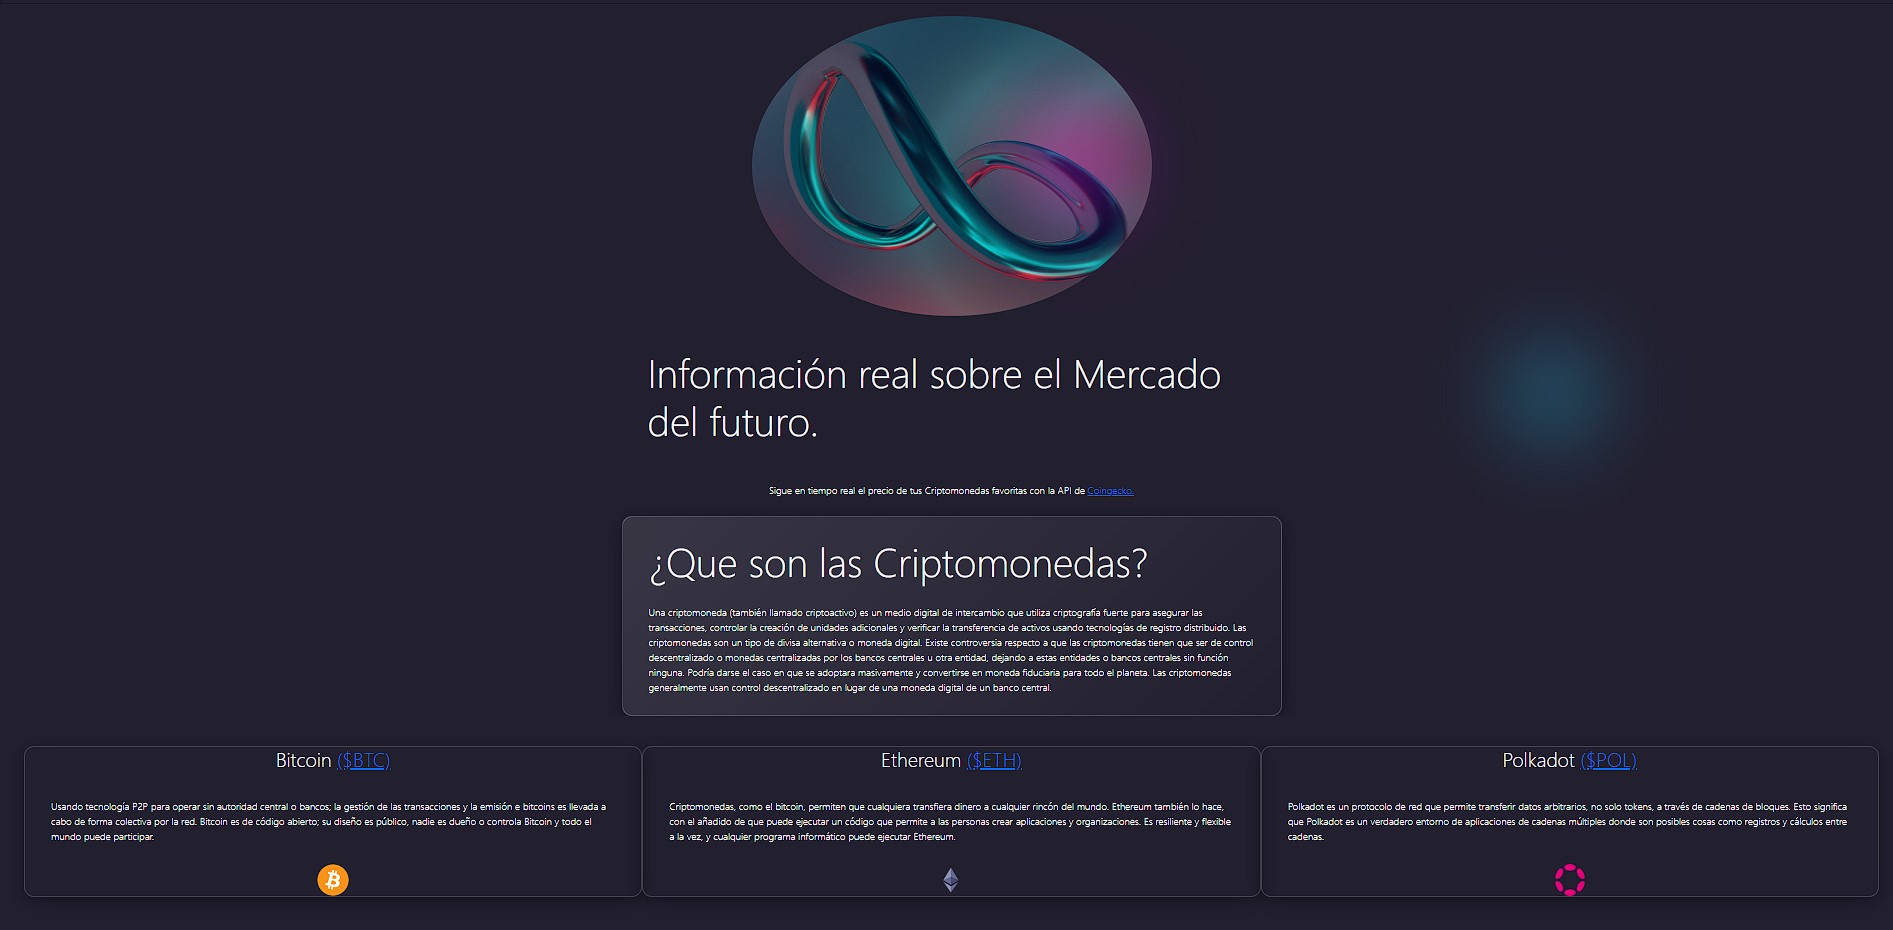 Información real sobre el Mercado
del futuro.
Sigue en tiempo real el precio de tus Criptomonedas favoritas con la API de Coingecko.
¿Que son las Criptomonedas?
Una criptomoneda (también llamado criptoactivo) es un medio digital de intercambio que utiliza criptografía fuerte para asegurar las
transacciones, controlar la creación de unidades adicionales y verificar la transferencia de activos usando tecnologías de registro distribuido. Las
criptomonedas son un tipo de divisa alternativa o moneda digital. Existe controversia respecto a que las criptomonedas tienen que ser de control
descentralizado o monedas centralizadas por los bancos centrales u otra entidad, dejando a estas entidades o bancos centrales sin función
ninguna. Podría darse el caso en que se adoptara masivamente y convertirse en moneda fiduciaria para todo el planeta. Las criptomonedas
generalmente usan control descentralizado en lugar de una moneda digital de un banco central.
Bitcoin ($BTC)
Usando tecnología P2P para operar sin autoridad central o bancos; la gestión de las transacciones y la emisión e bitcoins es llevada a
cabo de forma colectiva por la red. Bitcoin es de código abierto; su diseño es público, nadie es dueño o controla Bitcoin y todo el
mundo puede participar.
Ethereum ($ETH)
Criptomonedas, como el bitcoin, permiten que cualquiera transfiera dinero a cualquier rincón del mundo. Ethereum también lo hace,
con el añadido de que puede ejecutar un código que permite a las personas crear aplicaciones y organizaciones. Es resiliente y flexible
a la vez, y cualquier programa informático puede ejecutar Ethereum.
Polkadot ($POL)
Polkadot es un protocolo de red que permite transferir datos arbitrarios, no solo tokens, a través de cadenas de bloques. Esto significa
que Polkadot es un verdadero entorno de aplicaciones de cadenas múltiples donde son posibles cosas como registros y cálculos entre
cadenas.